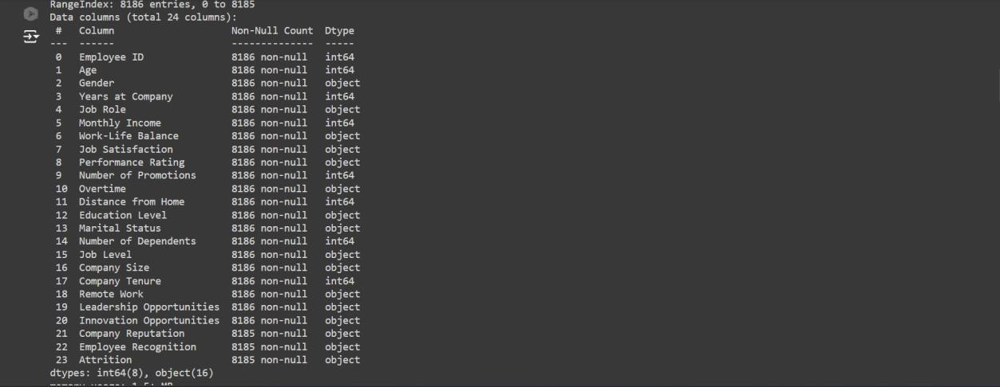 RangeIndex: 8186 entries, 0 to 8185
Data columns (total 24 columns):
 #   Column                    Non-Null Count  Dtype
---  ------                    --------------  -----
 0   Employee ID               8186 non-null   int64
 1   Age                       8186 non-null   int64
 2   Gender                    8186 non-null   object
 3   Years at Company          8186 non-null   int64
 4   Job Role                  8186 non-null   object
 5   Monthly Income            8186 non-null   int64
 6   Work-Life Balance         8186 non-null   object
 7   Job Satisfaction          8186 non-null   object
 8   Performance Rating        8186 non-null   object
 9   Number of Promotions      8186 non-null   int64
 10  Overtime                  8186 non-null   object
 11  Distance from Home        8186 non-null   int64
 12  Education Level           8186 non-null   object
 13  Marital Status            8186 non-null   object
 14  Number of Dependents      8186 non-null   int64
 15  Job Level                 8186 non-null   object
 16  Company Size              8186 non-null   object
 17  Company Tenure            8186 non-null   int64
 18  Remote Work               8186 non-null   object
 19  Leadership Opportunities  8186 non-null   object
 20  Innovation Opportunities  8186 non-null   object
 21  Company Reputation        8185 non-null   object
 22  Employee Recognition      8185 non-null   object
 23  Attrition                 8185 non-null   object
dtypes: int64(8), object(16)